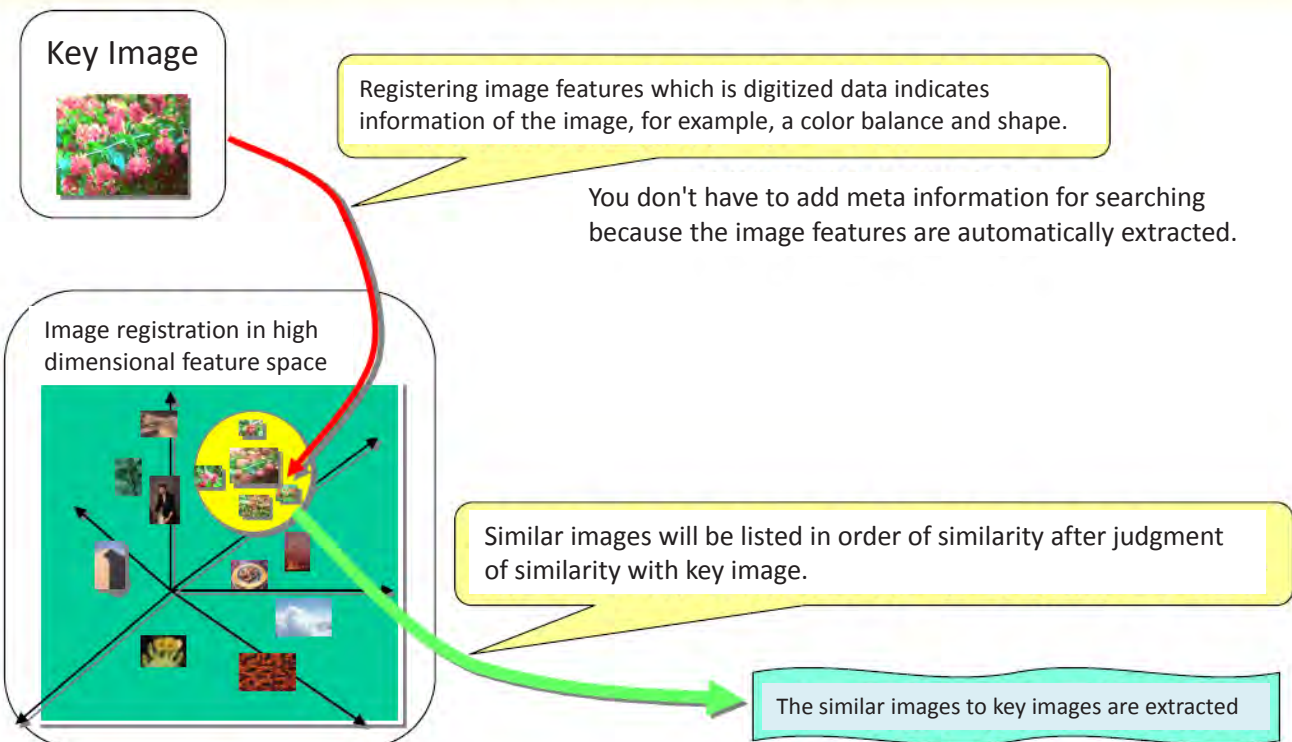 Key Image
Registering image features which is digitized data indicates
information of the image, for example, a color balance and shape.
You don't have to add meta information for searching
because the image features are automatically extracted.
Image registration in high
dimensional feature space
Similar images will be listed in order of similarity after judgment
of similarity with key image.
The similar images to key images are extracted